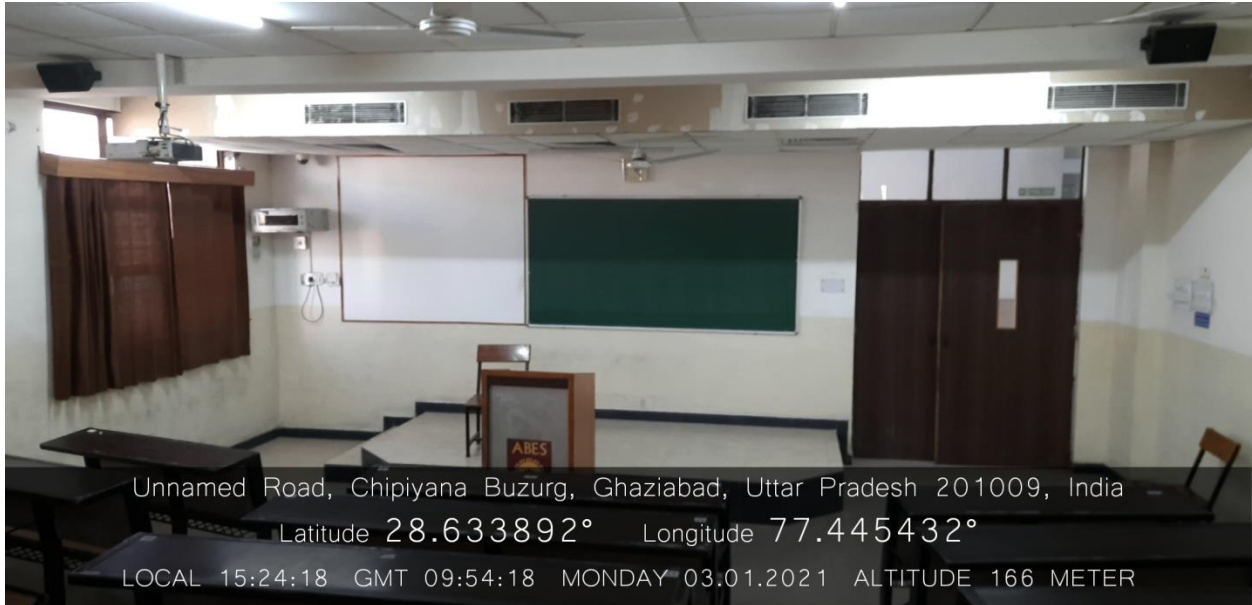 ABES
Unnamed Road, Chipiyana Buzurg, Ghaziabad, Uttar Pradesh 201009, India
Latitude 28.633892° Longitude 77.445432°
LOCAL 15:24:18 GMT 09:54:18 MONDAY 03.01.2021 ALTITUDE 166 METER